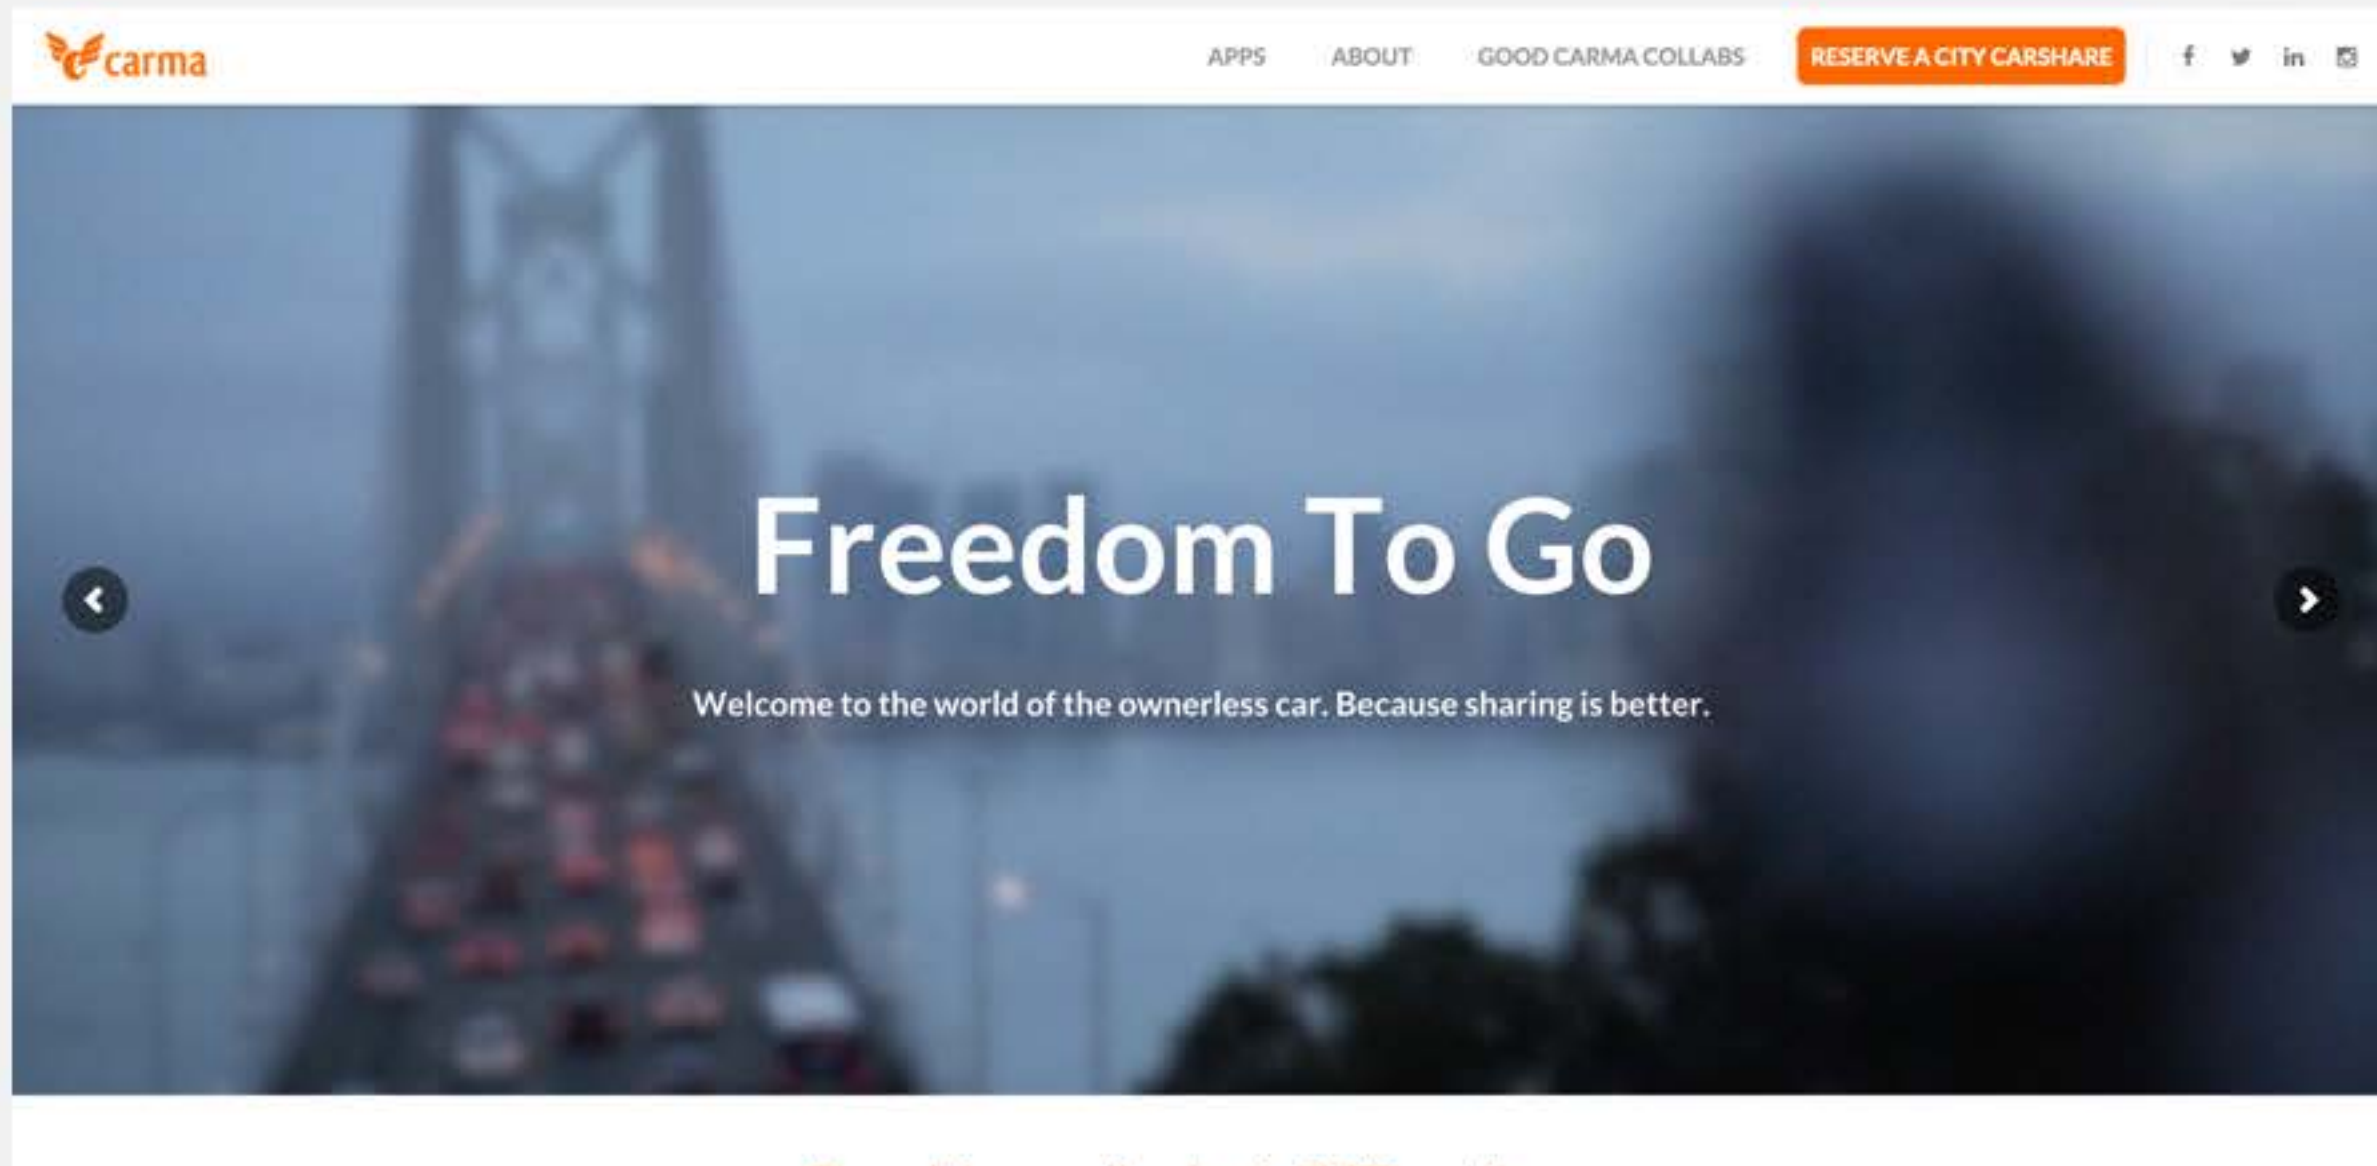 carma
APPS ABOUT GOOD CARMA COLLABS RESERVE A CITY CARSHARE
Freedom To Go
Welcome to the world of the ownerless car. Because sharing is better.